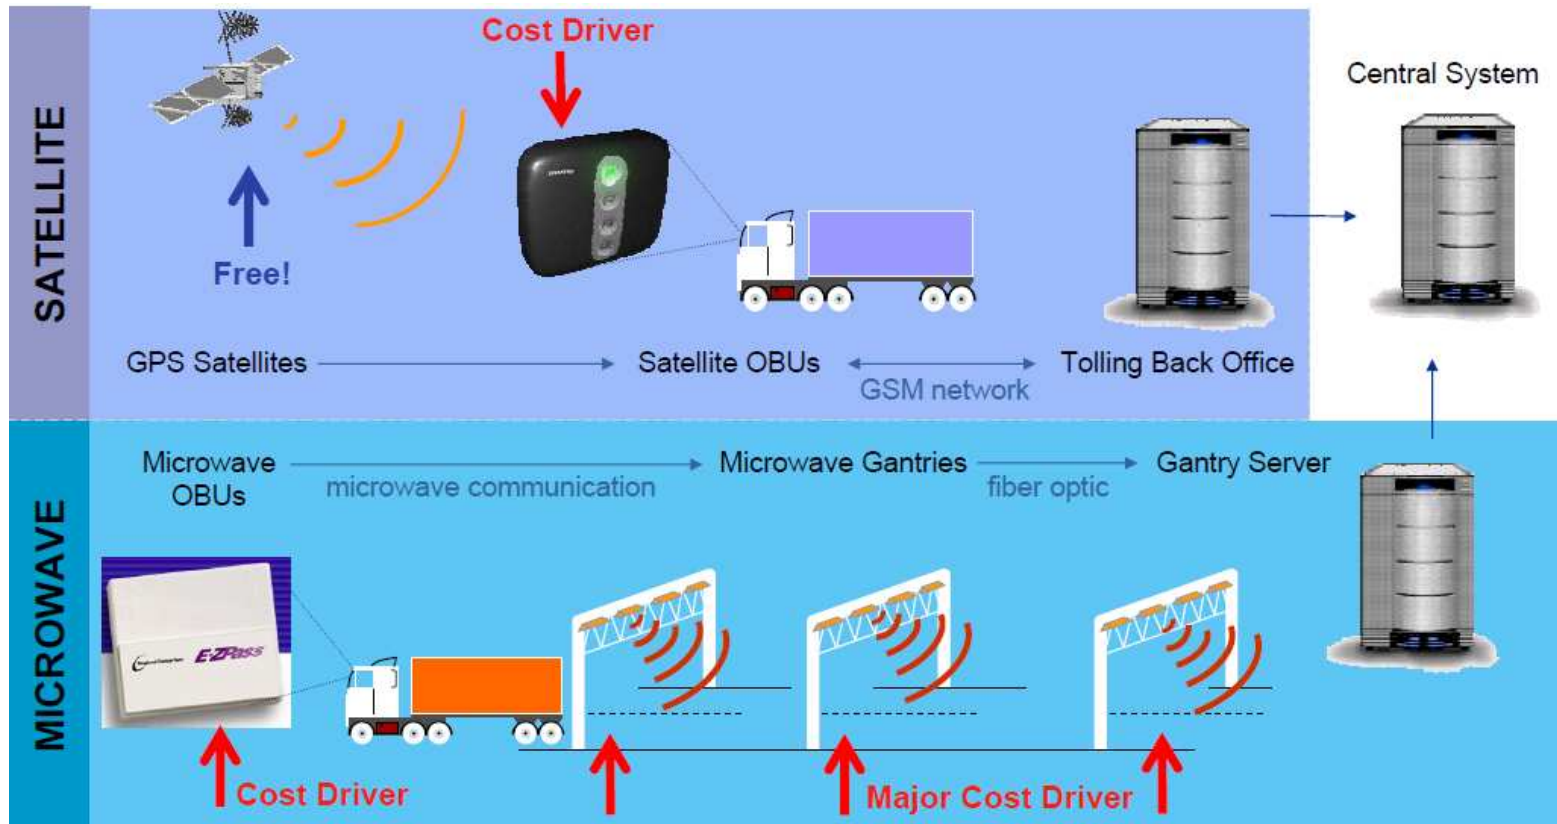 SATELLITE
Cost Driver
Central System
Free!
GPS Satellites
Satellite OBUs
GSM network
Tolling Back Office
MICROWAVE
Microwave
OBUs
microwave communication
Microwave Gantries
fiber optic
Gantry Server
E-ZPass
Cost Driver
Major Cost Driver